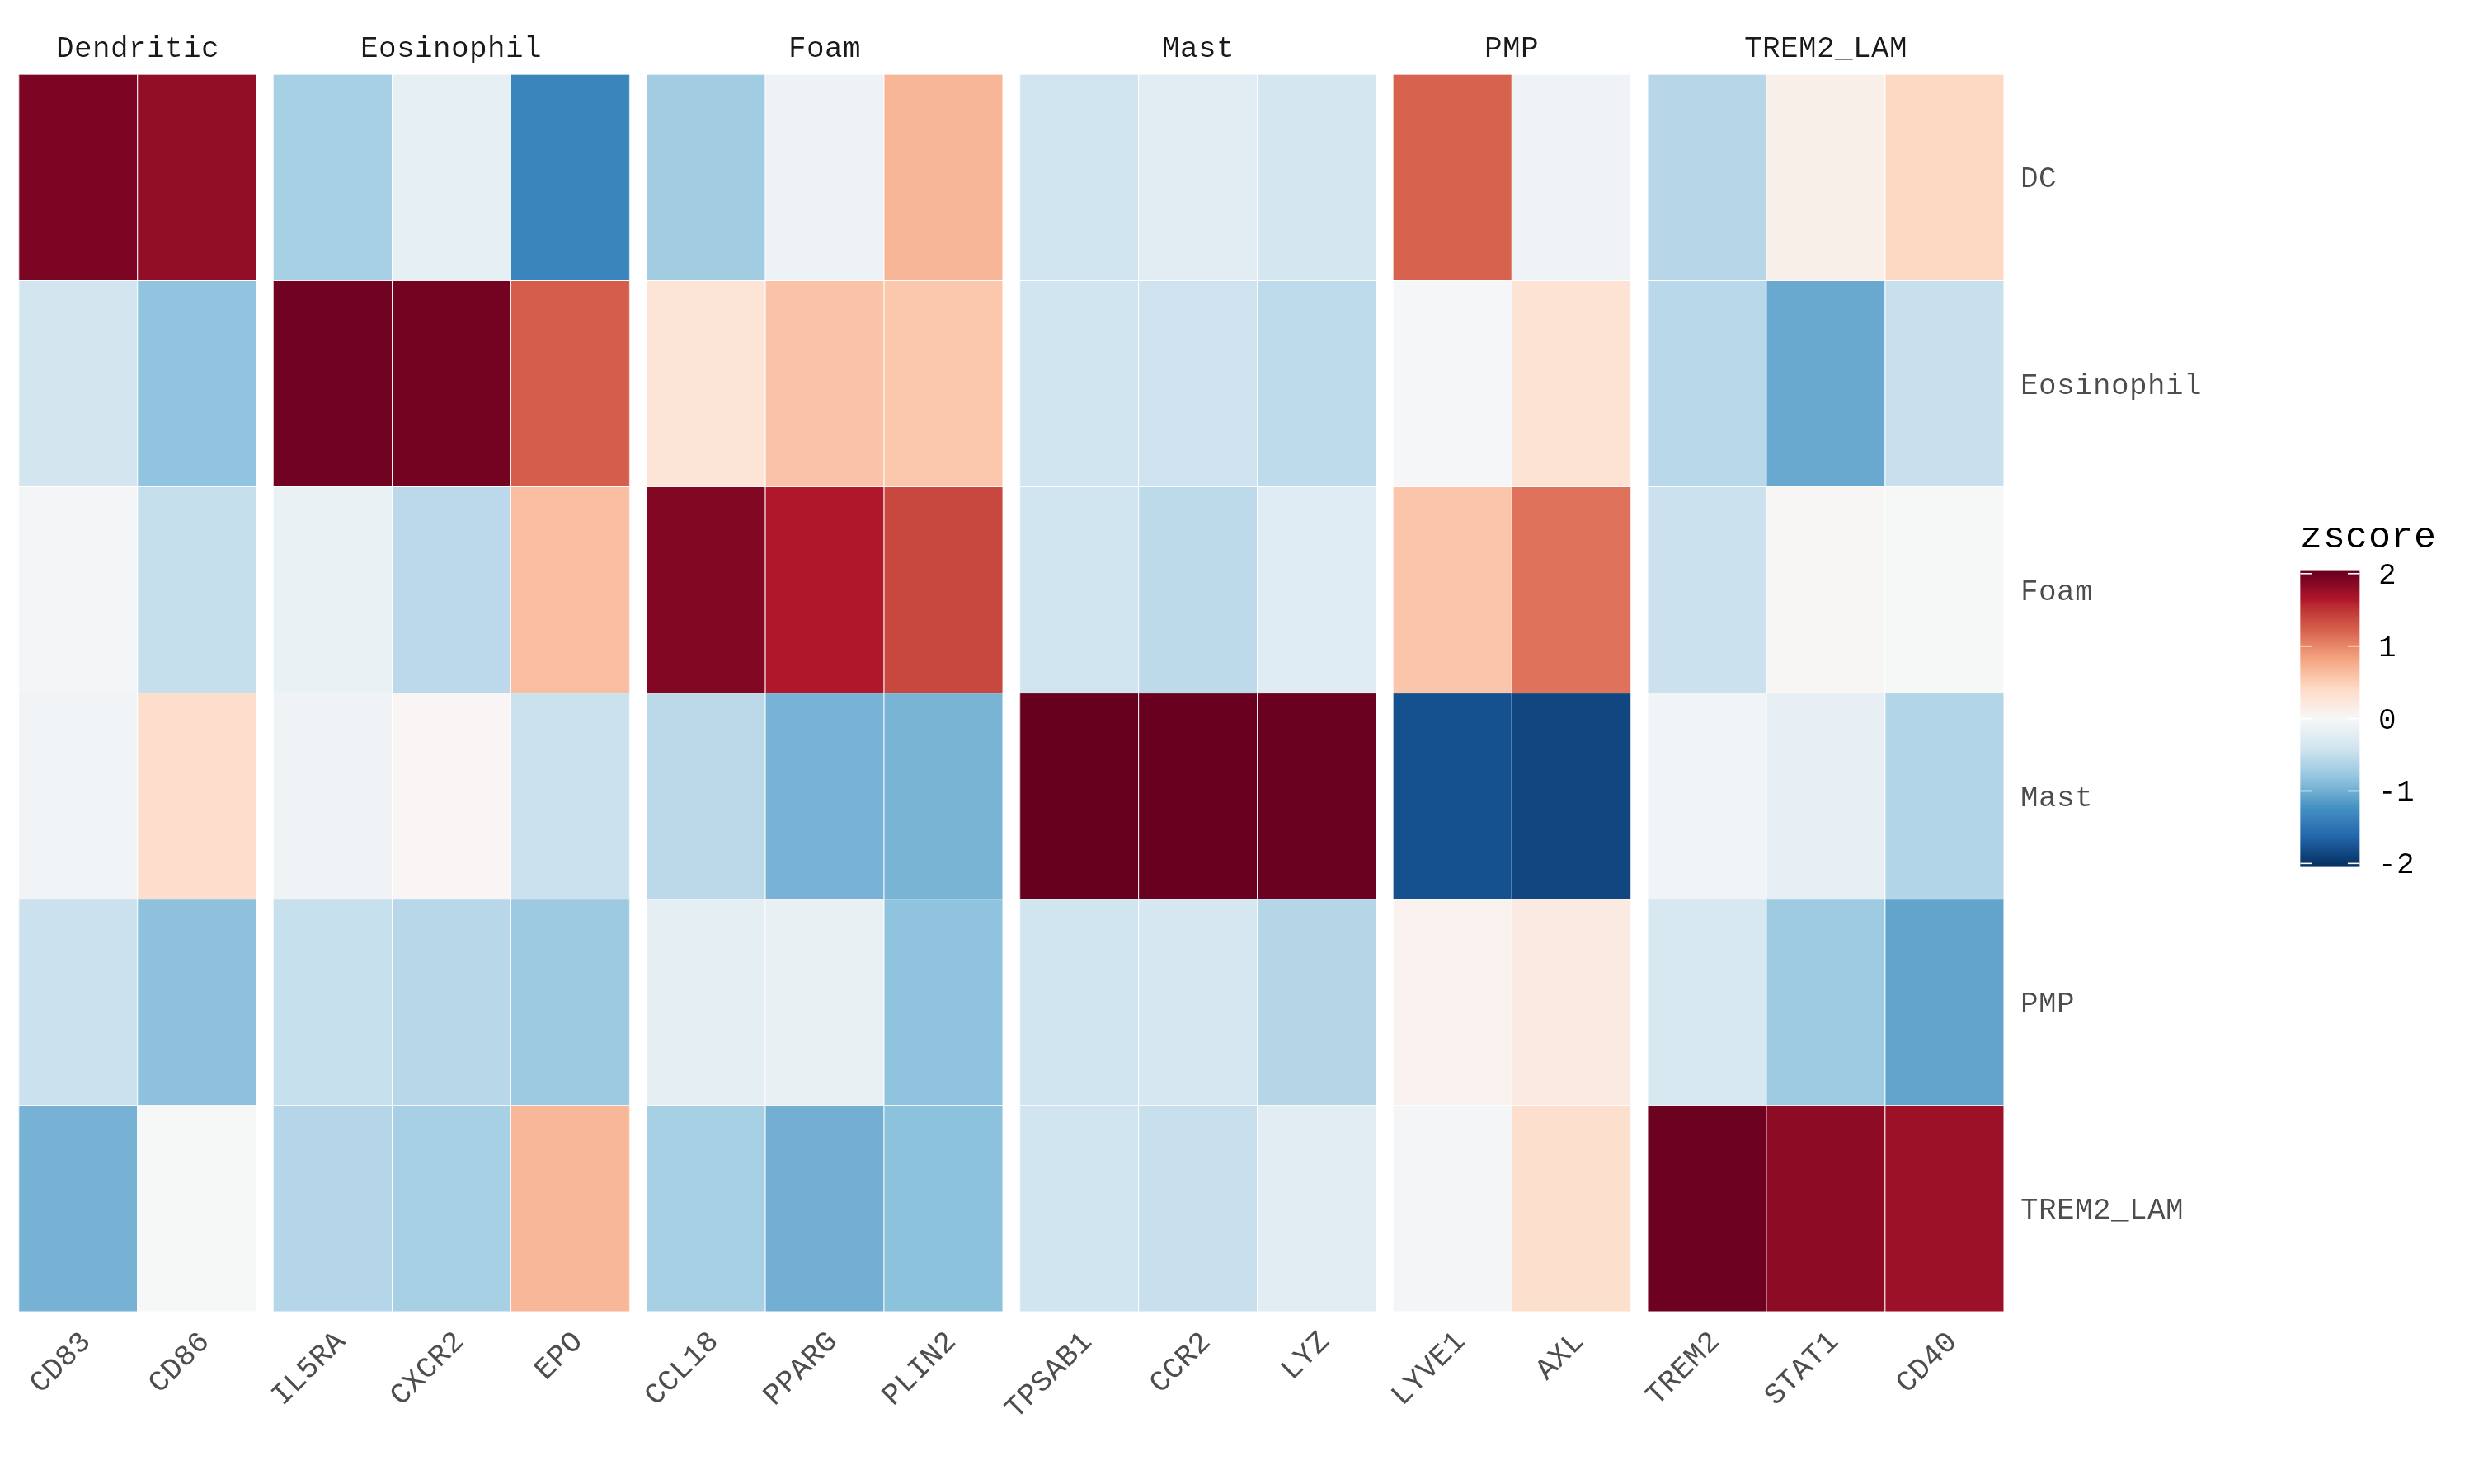 Dendritic Eosinophil Foam Mast PMP TREM2_LAM
DC
Eosinophil
Foam
Mast
PMP
TREM2_LAM
zscore
2
1
0
-1
-2
CD83 CD86 IL5RA CXCR2 EPO CCL18 PPARG PLIN2 TPSAB1 CCR2 LYZ LYVE1 AXL TREM2 STAT1 CD40